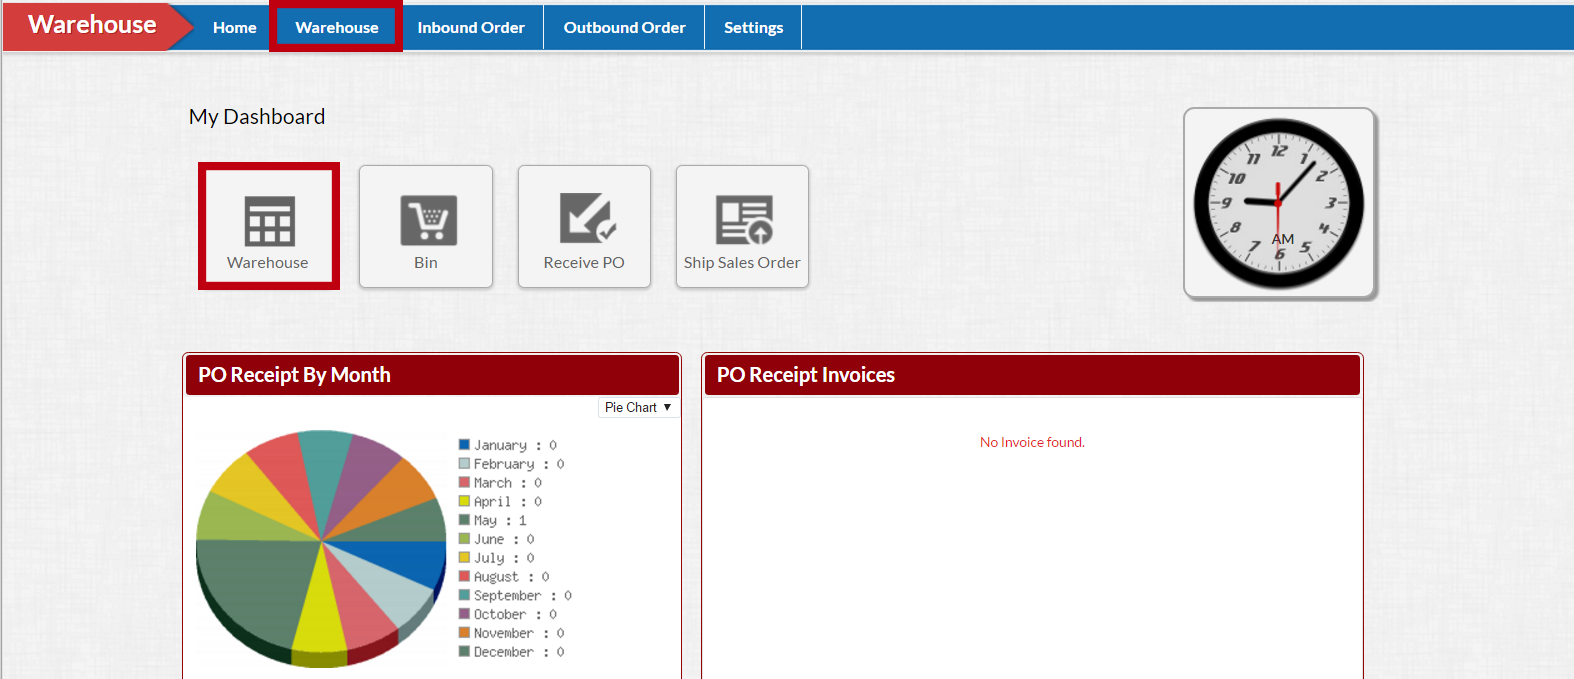 Warehouse Home Warehouse Inbound Order Outbound Order Settings
My Dashboard
Warehouse Bin Receive PO Ship Sales Order
12
1
2
3
4
5
6
7
8
9
10
11
AM
PO Receipt By Month
Pie Chart ▼
January : 0
February : 0
March : 0
April : 0
May : 1
June : 0
July : 0
August : 0
September : 0
October : 0
November : 0
December : 0
PO Receipt Invoices
No Invoice found.